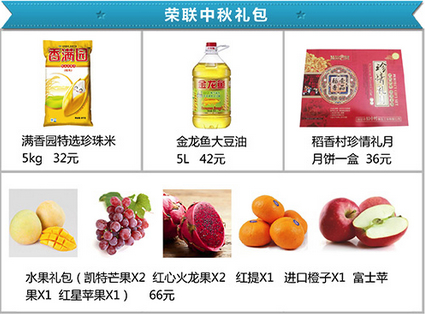 荣联中秋礼包
香满园
金龙鱼
珍情礼月
满香园特选珍珠米
5kg 32元
金龙鱼大豆油
5L 42元
稻香村珍情礼月
月饼一盒 36元
水果礼包（凯特芒果X2 红心火龙果X2 红提X1 进口橙子X1 富士苹
果X1 红星苹果X1） 66元